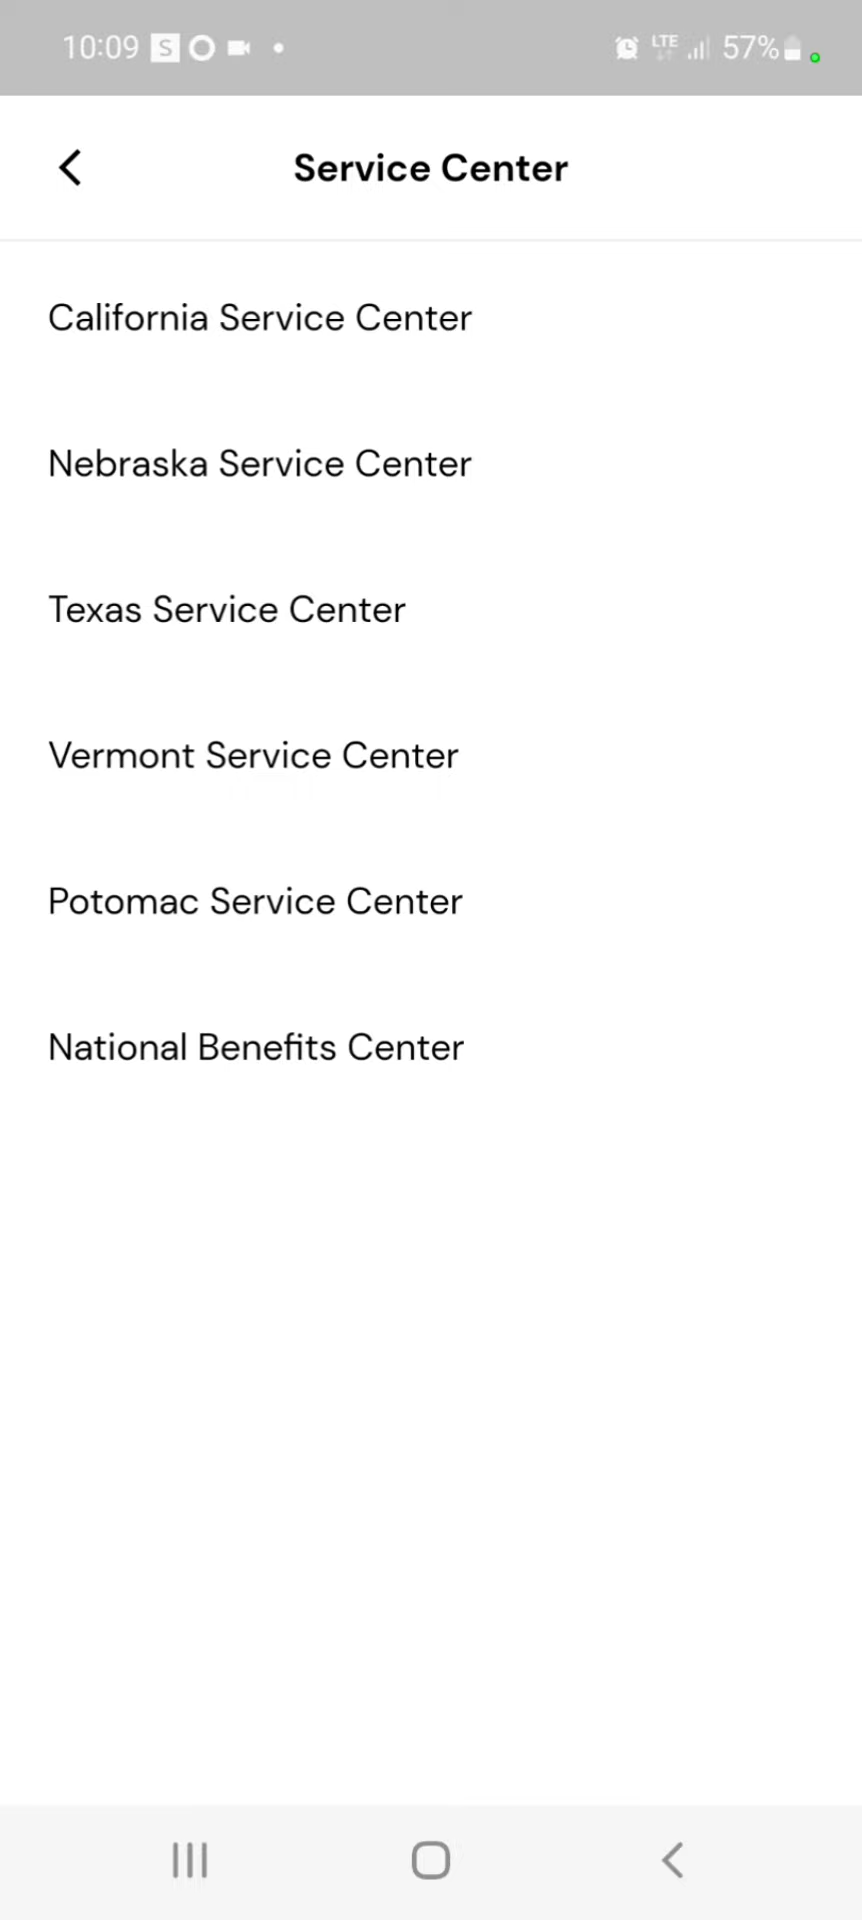 10:09 S LTE 57%
Service Center
California Service Center
Nebraska Service Center
Texas Service Center
Vermont Service Center
Potomac Service Center
National Benefits Center